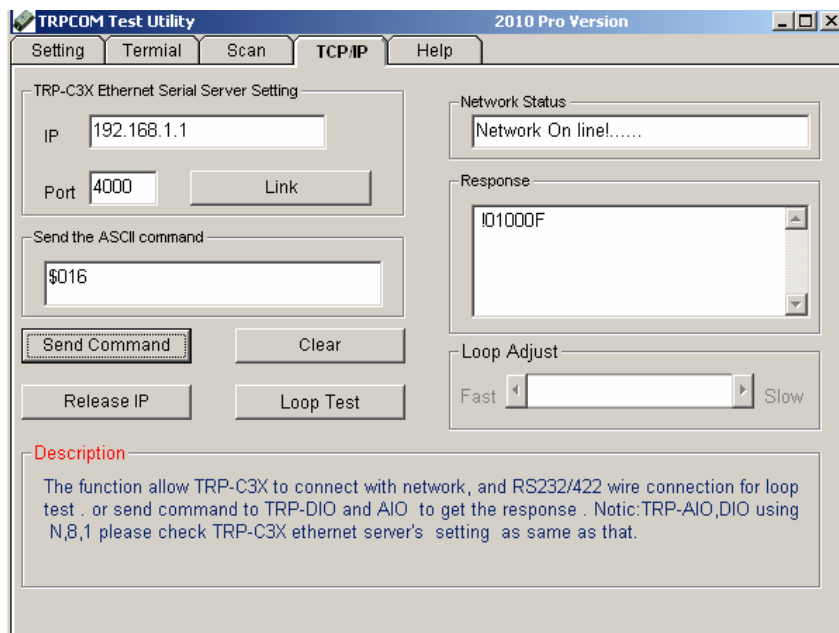 TRPCOM Test Utility 2010 Pro Version
Setting Termial Scan TCP/IP Help
TRP-C3X Ethernet Serial Server Setting
IP 192.168.1.1
Port 4000 Link
Network Status
Network On line!......
Response
!01000F
Send the ASCII command
$016
Send Command Clear
Release IP Loop Test
Loop Adjust
Fast Slow
Description
The function allow TRP-C3X to connect with network, and RS232/422 wire connection for loop
test . or send command to TRP-DIO and AIO to get the response . Notic:TRP-AIO,DIO using
N,8,1 please check TRP-C3X ethernet server's setting as same as that.